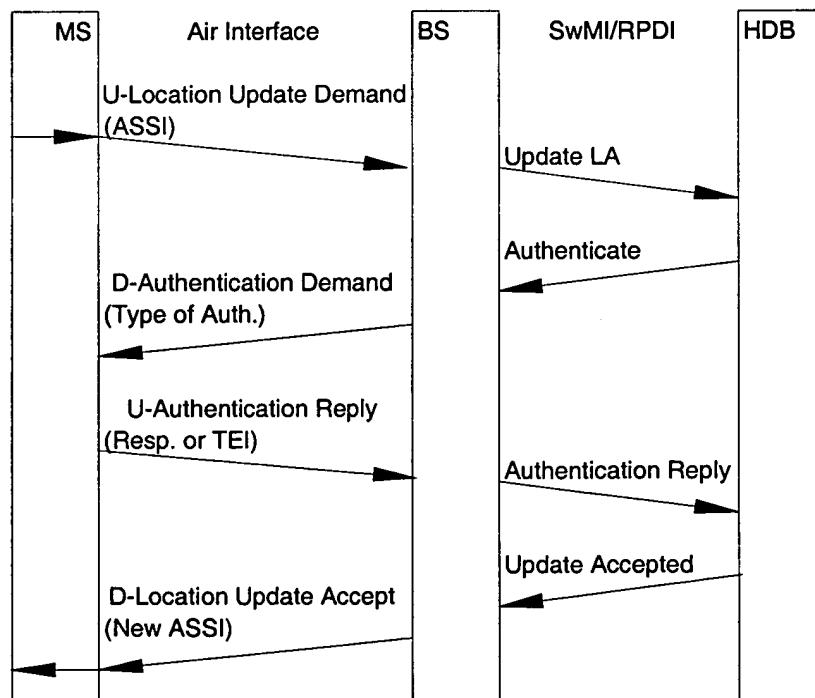 MS Air Interface BS SwMI/RPDI HDB
U-Location Update Demand
(ASSI)
Update LA
Authenticate
D-Authentication Demand
(Type of Auth.)
U-Authentication Reply
(Resp. or TEI)
Authentication Reply
Update Accepted
D-Location Update Accept
(New ASSI)